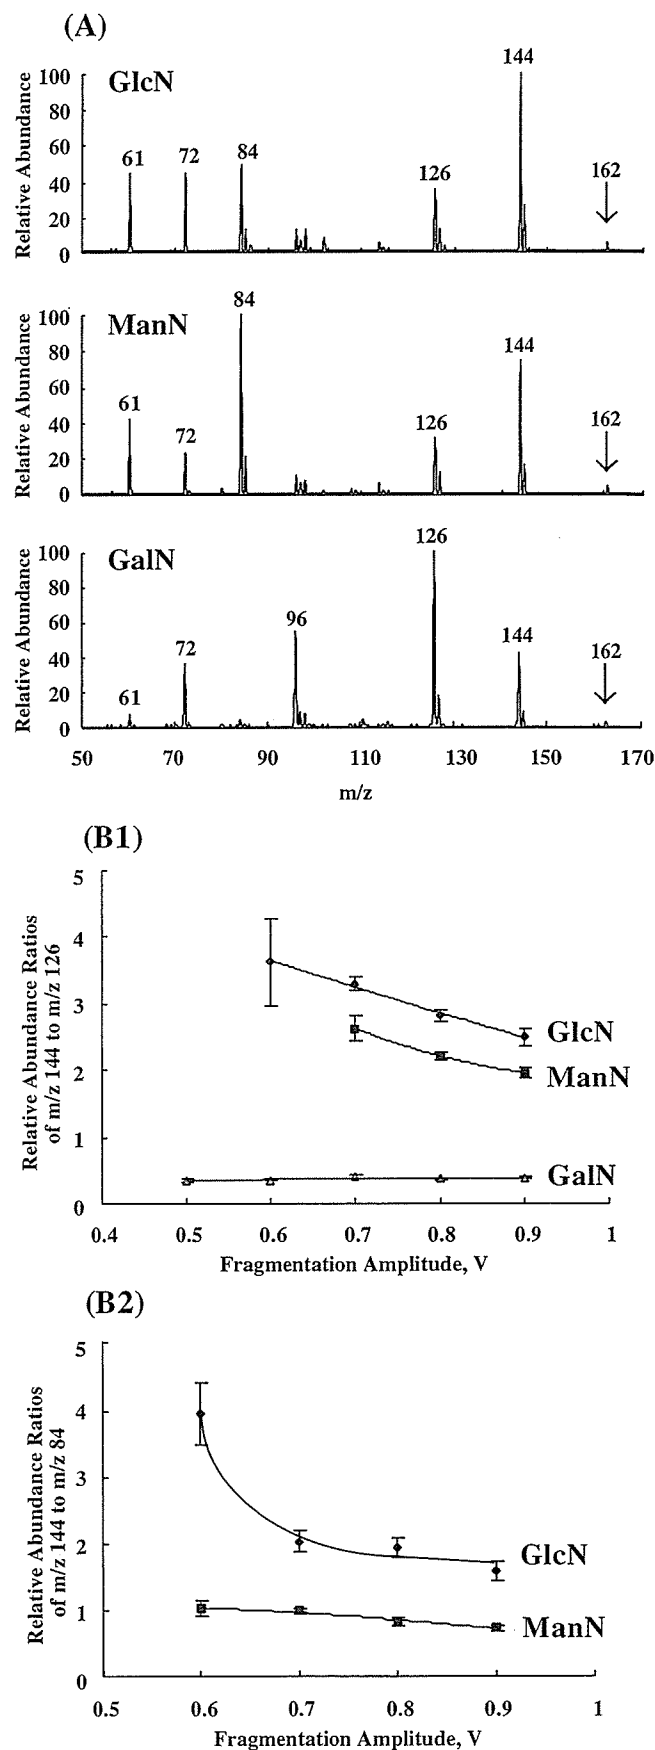 (A)
Relative Abundance
100
80
60
40
20
0
GlcN
61
72
84
126
144
162
Relative Abundance
100
80
60
40
20
0
ManN
61
72
84
126
144
162
Relative Abundance
100
80
60
40
20
0
GalN
61
72
96
126
144
162
50 70 90 110 130 150 170
m/z
(B1)
Relative Abundance Ratios
of m/z 144 to m/z 126
5
4
3
2
1
0
GlcN
ManN
GalN
0.4 0.5 0.6 0.7 0.8 0.9 1
Fragmentation Amplitude, V
(B2)
Relative Abundance Ratios
of m/z 144 to m/z 84
5
4
3
2
1
0
GlcN
ManN
0.5 0.6 0.7 0.8 0.9 1
Fragmentation Amplitude, V